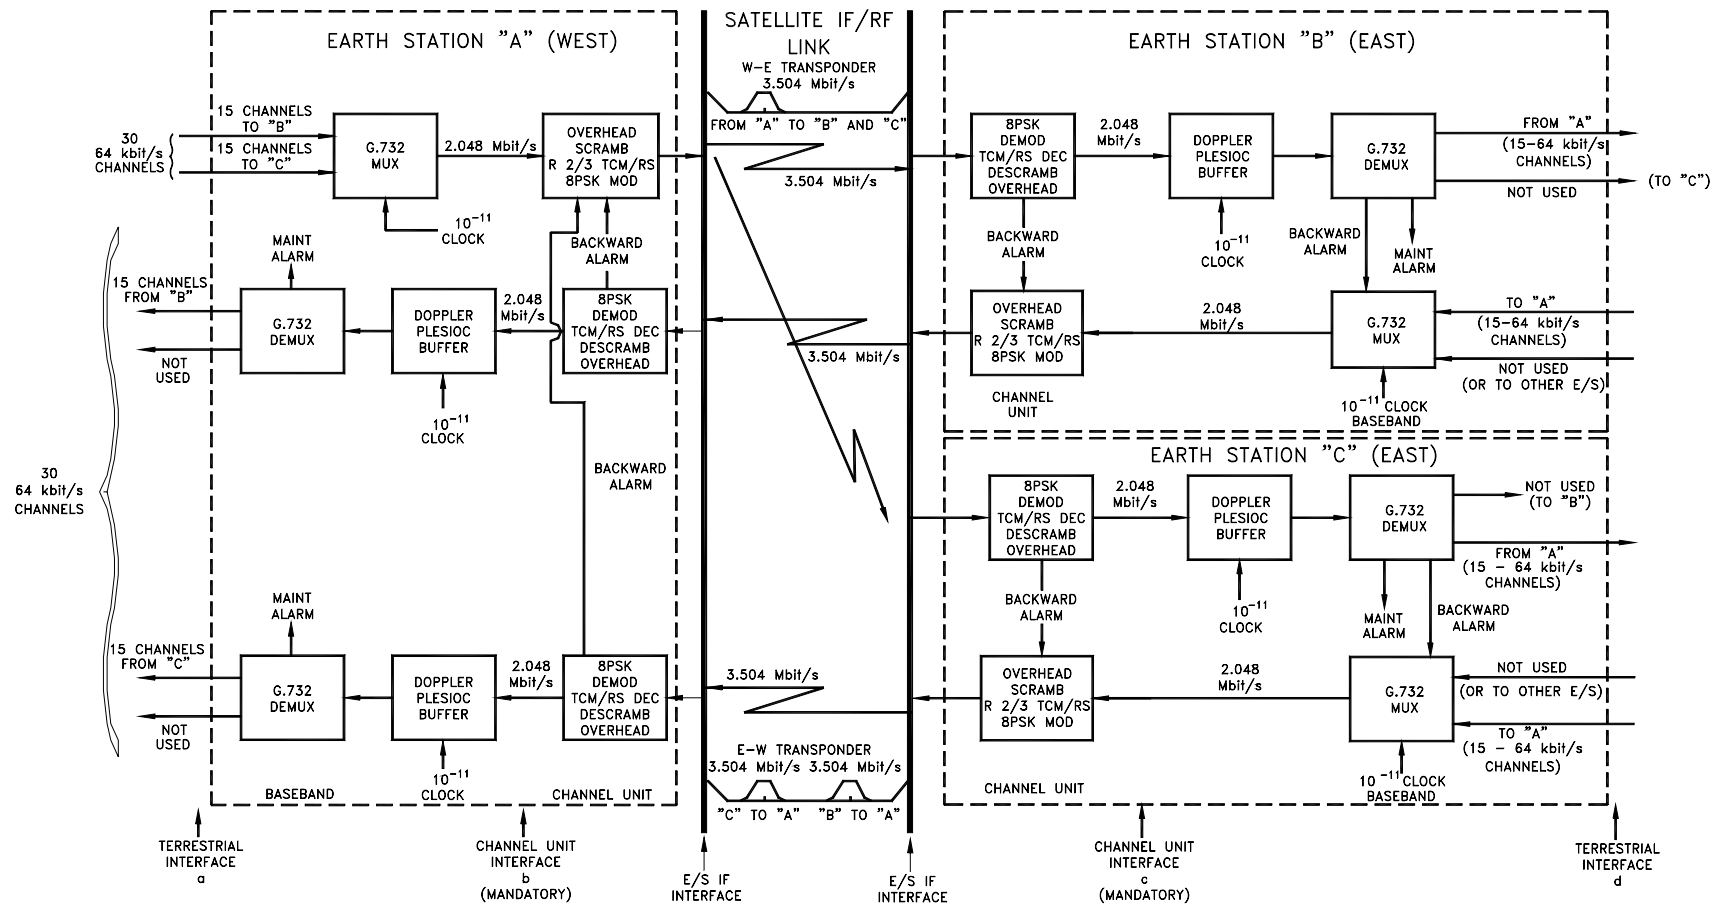 EARTH STATION "A" (WEST)
SATELLITE IF/RF
LINK
EARTH STATION "B" (EAST)
W-E TRANSPONDER
3.504 Mbit/s
FROM "A" TO "B" AND "C"
30
64 kbit/s
CHANNELS
15 CHANNELS
TO "B"
15 CHANNELS
TO "C"
G.732
MUX
2.048 Mbit/s
OVERHEAD
SCRAMB
R 2/3 TCM/RS
8PSK MOD
10-11
CLOCK
BACKWARD
ALARM
3.504 Mbit/s
8PSK
DEMOD
TCM/RS DEC
DESCRAMB
OVERHEAD
2.048
Mbit/s
DOPPLER
PLESIOC
BUFFER
G.732
DEMUX
FROM "A"
(15-64 kbit/s
CHANNELS)
NOT USED
(TO "C")
BACKWARD
ALARM
10-11
CLOCK
BACKWARD
ALARM
MAINT
ALARM
MAINT
ALARM
15 CHANNELS
FROM "B"
NOT
USED
G.732
DEMUX
DOPPLER
PLESIOC
BUFFER
2.048
Mbit/s
8PSK
DEMOD
TCM/RS DEC
DESCRAMB
OVERHEAD
10-11
CLOCK
3.504 Mbit/s
OVERHEAD
SCRAMB
R 2/3 TCM/RS
8PSK MOD
2.048
Mbit/s
G.732
MUX
TO "A"
(15-64 kbit/s
CHANNELS)
NOT USED
(OR TO OTHER E/S)
CHANNEL
UNIT
10-11 CLOCK
BASEBAND
30
64 kbit/s
CHANNELS
BACKWARD
ALARM
EARTH STATION "C" (EAST)
8PSK
DEMOD
TCM/RS DEC
DESCRAMB
OVERHEAD
2.048
Mbit/s
DOPPLER
PLESIOC
BUFFER
G.732
DEMUX
NOT USED
(TO "B")
FROM "A"
(15 - 64 kbit/s
CHANNELS)
BACKWARD
ALARM
10-11
CLOCK
MAINT
ALARM
BACKWARD
ALARM
MAINT
ALARM
15 CHANNELS
FROM "C"
NOT
USED
G.732
DEMUX
DOPPLER
PLESIOC
BUFFER
2.048
Mbit/s
8PSK
DEMOD
TCM/RS DEC
DESCRAMB
OVERHEAD
10-11
CLOCK
BASEBAND
CHANNEL UNIT
3.504 Mbit/s
E-W TRANSPONDER
3.504 Mbit/s 3.504 Mbit/s
"C" TO "A" "B" TO "A"
OVERHEAD
SCRAMB
R 2/3 TCM/RS
8PSK MOD
2.048
Mbit/s
G.732
MUX
NOT USED
(OR TO OTHER E/S)
TO "A"
(15 - 64 kbit/s
CHANNELS)
CHANNEL UNIT
10-11 CLOCK
BASEBAND
TERRESTRIAL
INTERFACE
a
CHANNEL UNIT
INTERFACE
b
(MANDATORY)
E/S IF
INTERFACE
E/S IF
INTERFACE
CHANNEL UNIT
INTERFACE
c
(MANDATORY)
TERRESTRIAL
INTERFACE
d